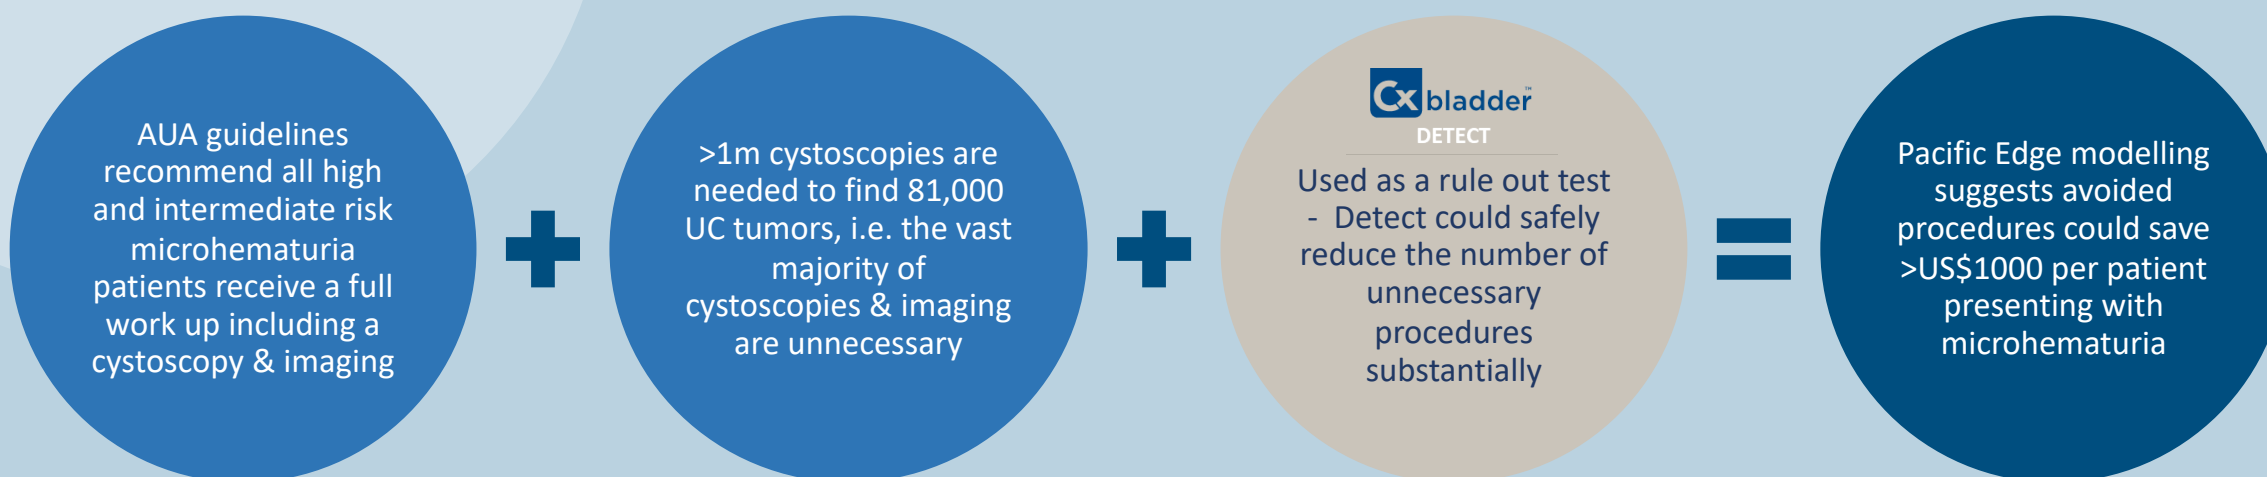 AUA guidelines
recommend all high
and intermediate risk
microhematuria
patients receive a full
work up including a
cystoscopy & imaging
>1m cystoscopies are
needed to find 81,000
UC tumors, i.e. the vast
majority of
cystoscopies & imaging
are unnecessary
Cx bladder™
DETECT
Used as a rule out test
- Detect could safely
reduce the number of
unnecessary
procedures
substantially
Pacific Edge modelling
suggests avoided
procedures could save
>US$1000 per patient
presenting with
microhematuria